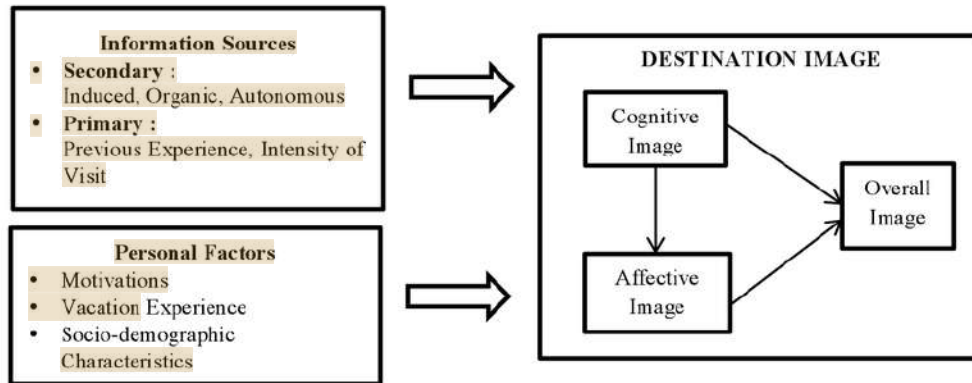 Information Sources
• Secondary :
Induced, Organic, Autonomous
• Primary :
Previous Experience, Intensity of
Visit
Personal Factors
• Motivations
• Vacation Experience
• Socio-demographic
Characteristics
DESTINATION IMAGE
Cognitive
Image
Overall
Image
Affective
Image